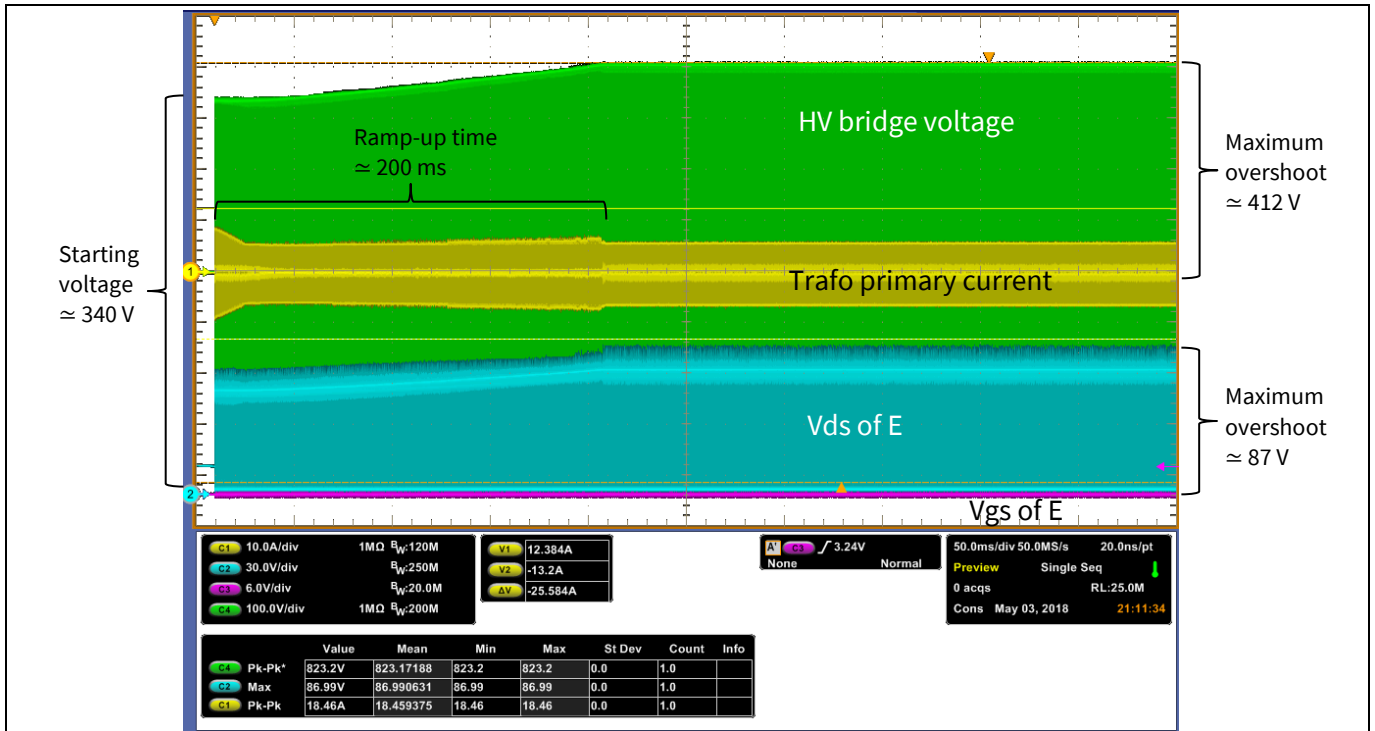 HV bridge voltage
Ramp-up time
≃ 200 ms
Maximum
overshoot
≃ 412 V
Starting
voltage
≃ 340 V
1
Trafo primary current
Vds of E
Maximum
overshoot
≃ 87 V
2
Vgs of E
C1 10.0A/div 1MΩ BW:120M
C2 30.0V/div BW:250M
C3 6.0V/div BW:20.0M
C4 100.0V/div 1MΩ BW:200M
V1 12.384A
V2 -13.2A
ΔV -25.584A
A' C3 3.24V
None Normal
50.0ms/div 50.0MS/s 20.0ns/pt
Preview Single Seq
0 acqs RL:25.0M
Cons May 03, 2018 21:11:34
Value Mean Min Max St Dev Count Info
C4 Pk-Pk* 823.2V 823.17188 823.2 823.2 0.0 1.0
C2 Max 86.99V 86.990631 86.99 86.99 0.0 1.0
C1 Pk-Pk 18.46A 18.459375 18.46 18.46 0.0 1.0